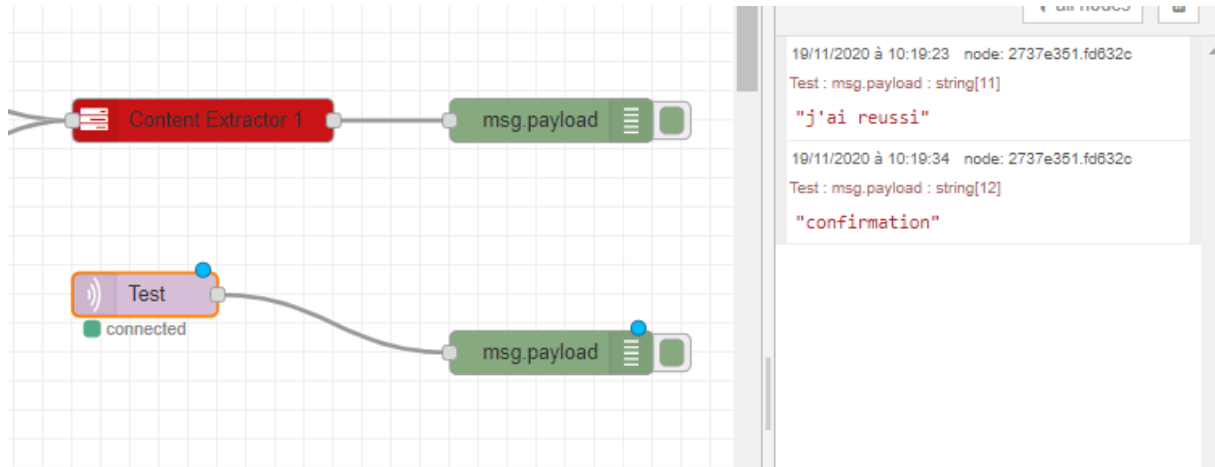 all nodes
19/11/2020 à 10:19:23 node: 2737e351.fd632c
Test : msg.payload : string[11]
"j'ai reussi"
19/11/2020 à 10:19:34 node: 2737e351.fd632c
Test : msg.payload : string[12]
"confirmation"
Content Extractor 1
msg.payload
Test
connected
msg.payload